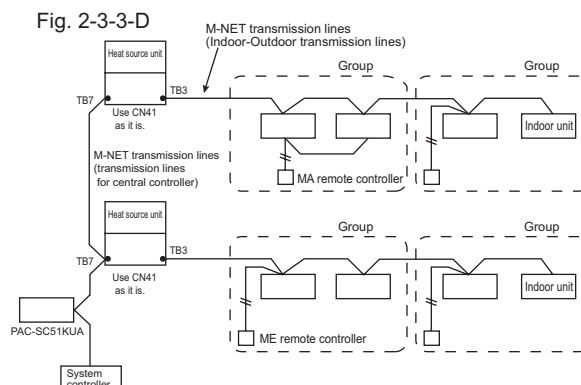 Fig. 2-3-3-D
M-NET transmission lines
(Indoor-Outdoor transmission lines)
Heat source unit
Group
Group
TB7
TB3
Use CN41
as it is.
Indoor unit
M-NET transmission lines
(transmission lines
for central controller)
MA remote controller
Heat source unit
Group
Group
TB7
TB3
Use CN41
as it is.
Indoor unit
PAC-SC51KUA
ME remote controller
System
controller